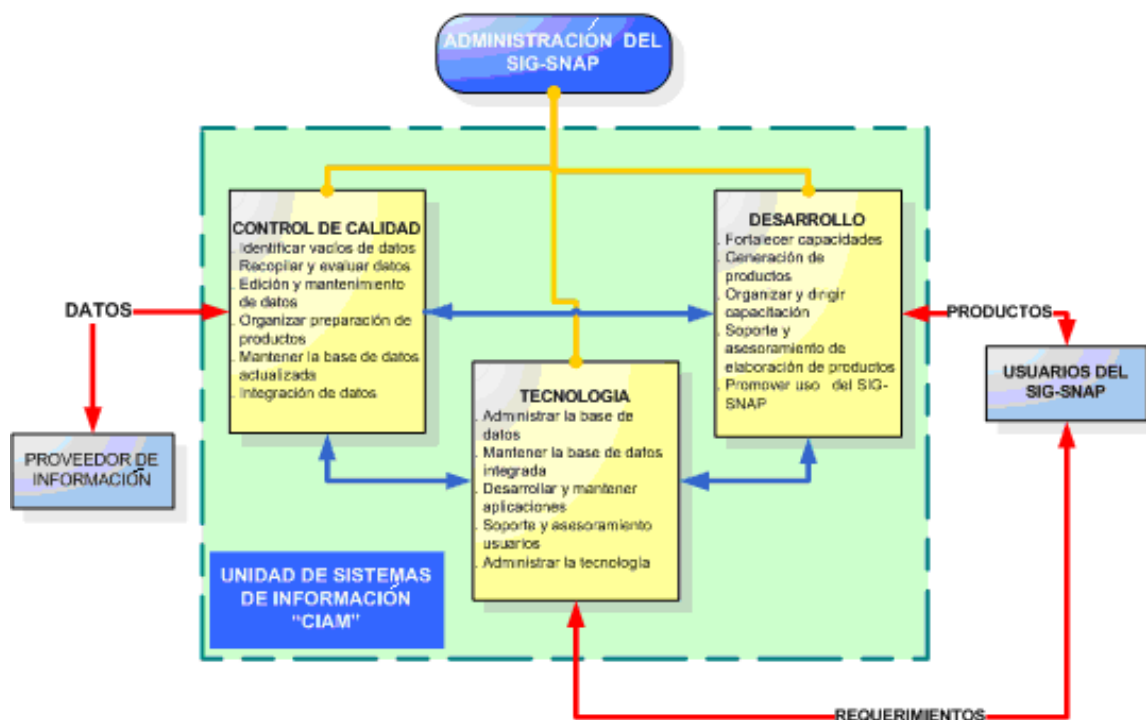 ADMINISTRACIÓN DEL
SIG-SNAP
CONTROL DE CALIDAD
. Identificar vacíos de datos
. Recopilar y evaluar datos
. Edición y mantenimiento
de datos
. Organizar preparación de
productos
. Mantener la base de datos
actualizada
. Integración de datos
DESARROLLO
. Fortalecer capacidades
. Generación de
productos
. Organizar y dirigir
capacitación
. Soporte y
asesoramiento de
elaboración de productos
. Promover uso del SIG-
SNAP
TECNOLOGIA
. Administrar la base de
datos
. Mantener la base de datos
integrada
. Desarrollar y mantener
aplicaciones
. Soporte y asesoramiento
usuarios
. Administrar la tecnología
DATOS
PROVEEDOR DE
INFORMACIÓN
PRODUCTOS
USUARIOS DEL
SIG-SNAP
UNIDAD DE SISTEMAS
DE INFORMACIÓN
"CIAM"
REQUERIMIENTOS